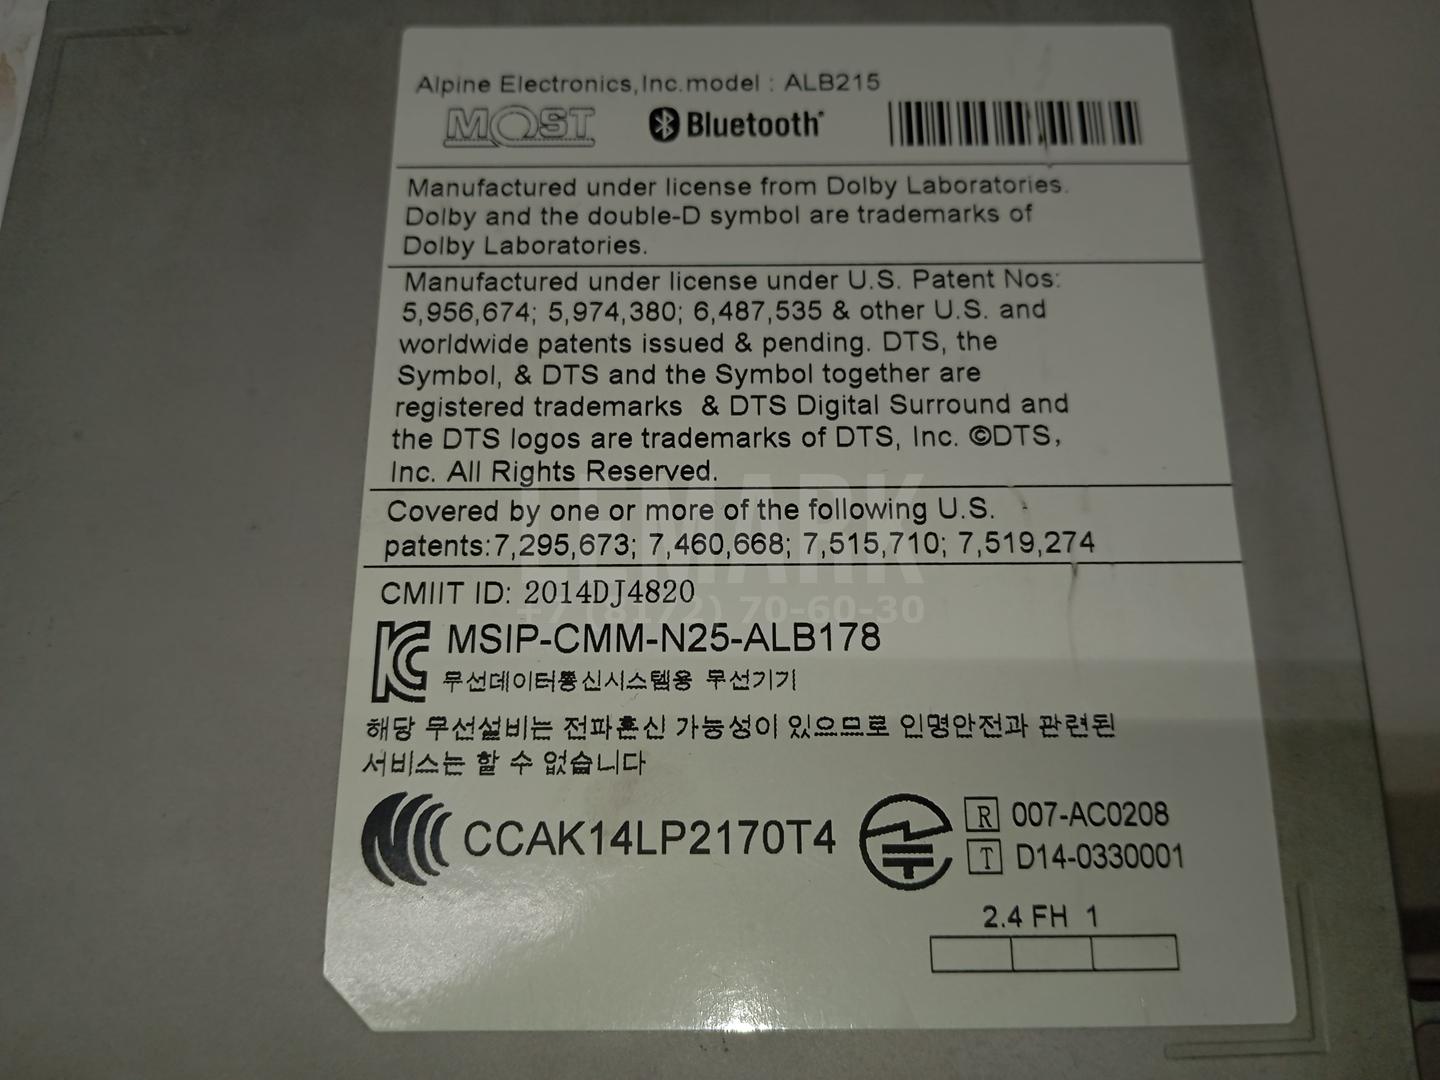 Alpine Electronics,Inc.model : ALB215
MOST Bluetooth
Manufactured under license from Dolby Laboratories.
Dolby and the double-D symbol are trademarks of
Dolby Laboratories.
Manufactured under license under U.S. Patent Nos:
5,956,674; 5,974,380; 6,487,535 & other U.S. and
worldwide patents issued & pending. DTS, the
Symbol, & DTS and the Symbol together are
registered trademarks & DTS Digital Surround and
the DTS logos are trademarks of DTS, Inc. ©DTS,
Inc. All Rights Reserved.
Covered by one or more of the following U.S.
patents:7,295,673; 7,460,668; 7,515,710; 7,519,274
CMIIT ID: 2014DJ4820
MSIP-CMM-N25-ALB178
무선데이터통신시스템용 무선기기
해당 무선설비는 전파혼신 가능성이 있으므로 인명안전과 관련된
서비스는 할 수 없습니다
CCAK14LP2170T4
R 007-AC0208
T D14-0330001
2.4 FH 1